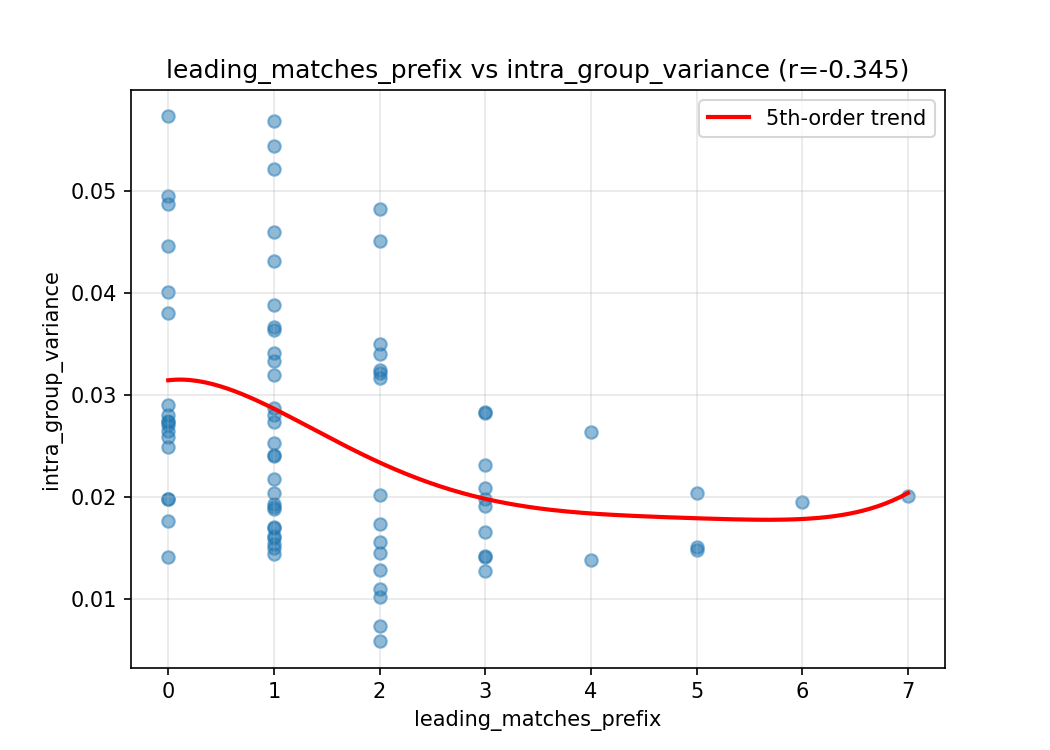 leading_matches_prefix vs intra_group_variance (r=-0.345)
5th-order trend
intra_group_variance
0.05
0.04
0.03
0.02
0.01
0 1 2 3 4 5 6 7
leading_matches_prefix